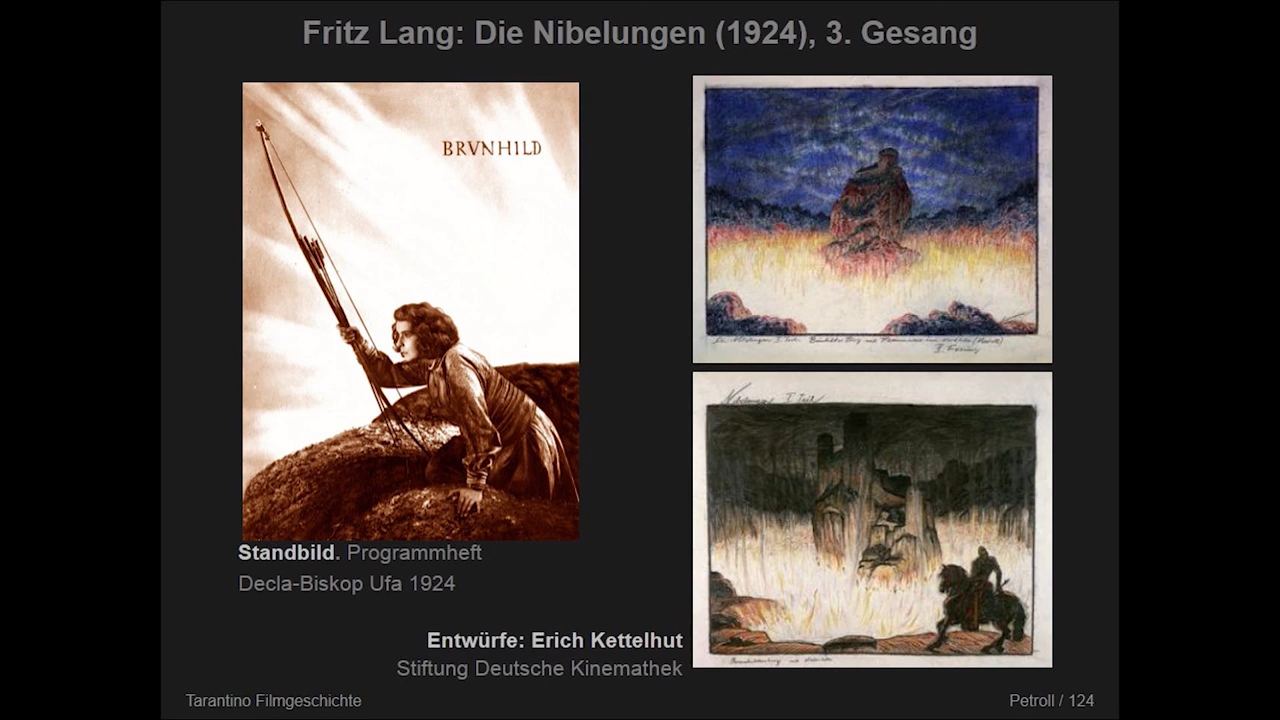 Fritz Lang: Die Nibelungen (1924), 3. Gesang
BRVNHILD
Standbild. Programmheft
Decla-Biskop Ufa 1924
Entwürfe: Erich Kettelhut
Stiftung Deutsche Kinemathek
Tarantino Filmgeschichte
Petroll / 124